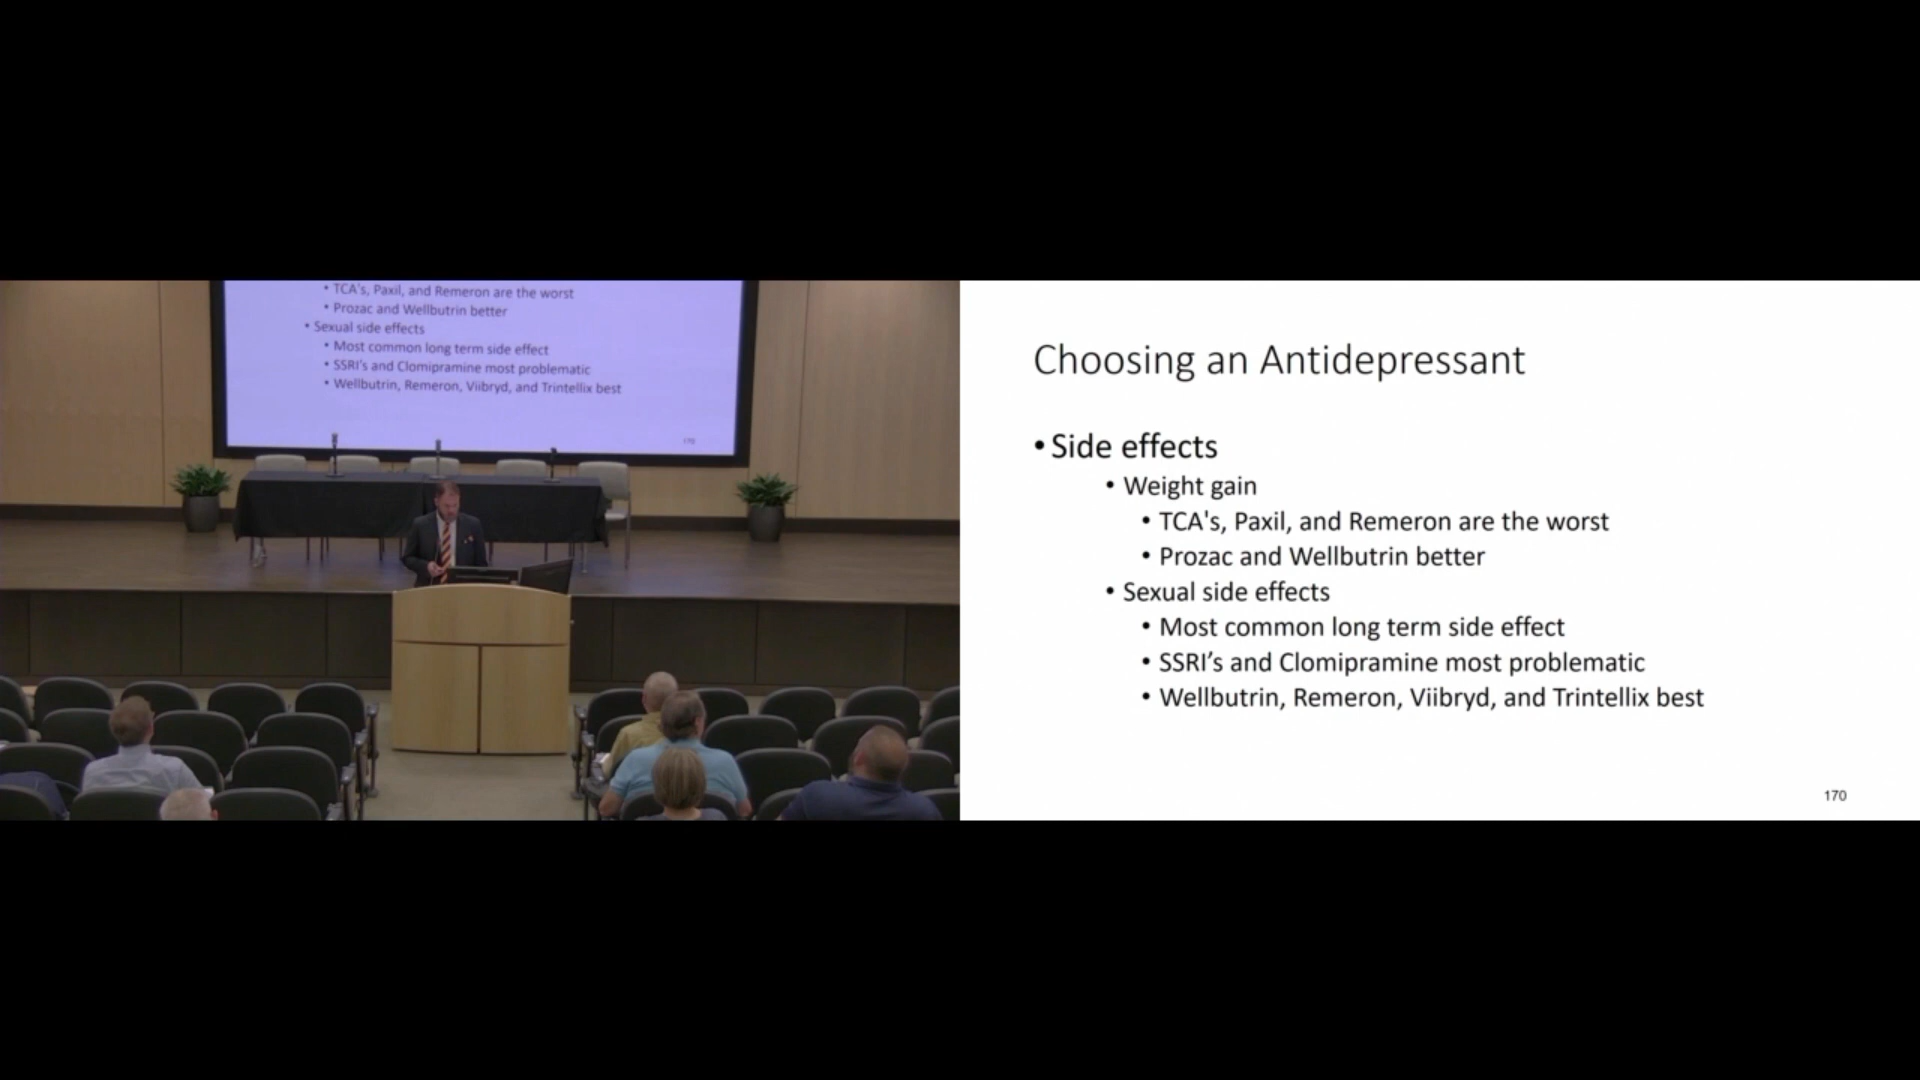 • TCA's, Paxil, and Remeron are the worst
• Prozac and Wellbutrin better
• Sexual side effects
• Most common long term side effect
• SSRI's and Clomipramine most problematic
• Wellbutrin, Remeron, Viibryd, and Trintellix best
170
Choosing an Antidepressant
• Side effects
• Weight gain
• TCA's, Paxil, and Remeron are the worst
• Prozac and Wellbutrin better
• Sexual side effects
• Most common long term side effect
• SSRI’s and Clomipramine most problematic
• Wellbutrin, Remeron, Viibryd, and Trintellix best
170